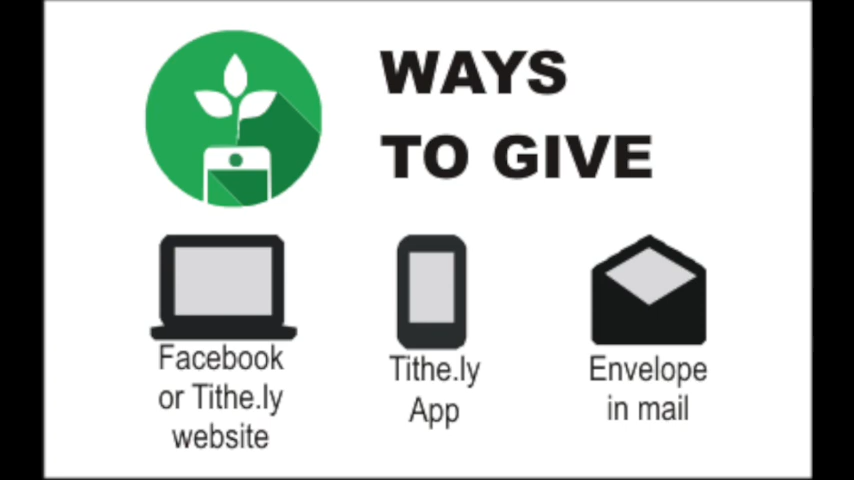 WAYS
TO GIVE
Facebook
or Tithe.ly
website
Tithe.ly
App
Envelope
in mail